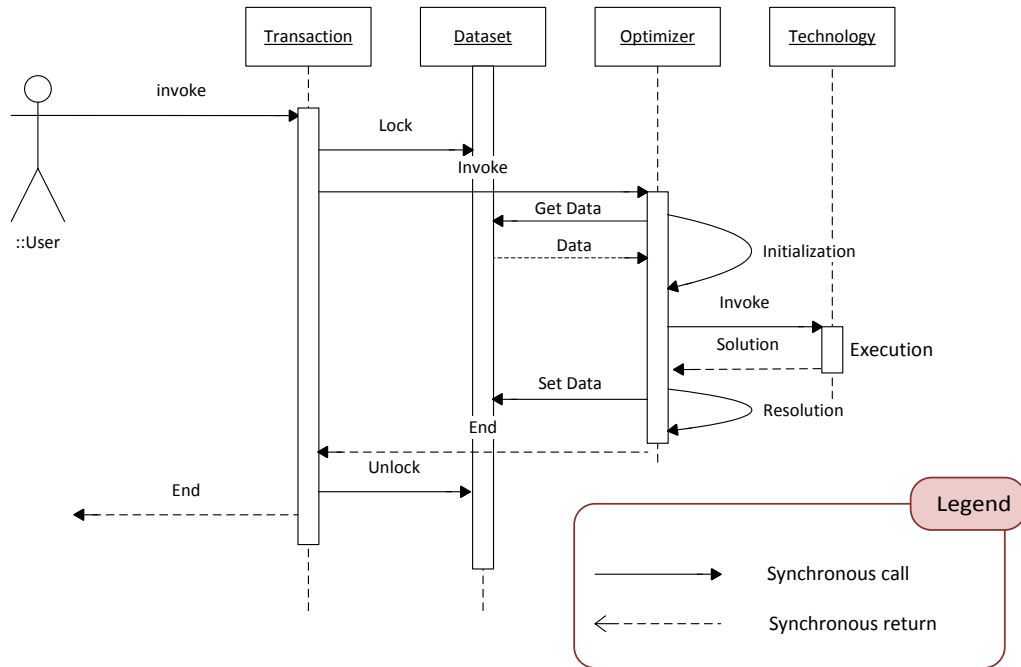 Transaction
Dataset
Optimizer
Technology
invoke
Lock
Invoke
Get Data
Data
Initialization
::User
Invoke
Solution
Execution
Set Data
Resolution
End
Unlock
End
Legend
Synchronous call
Synchronous return